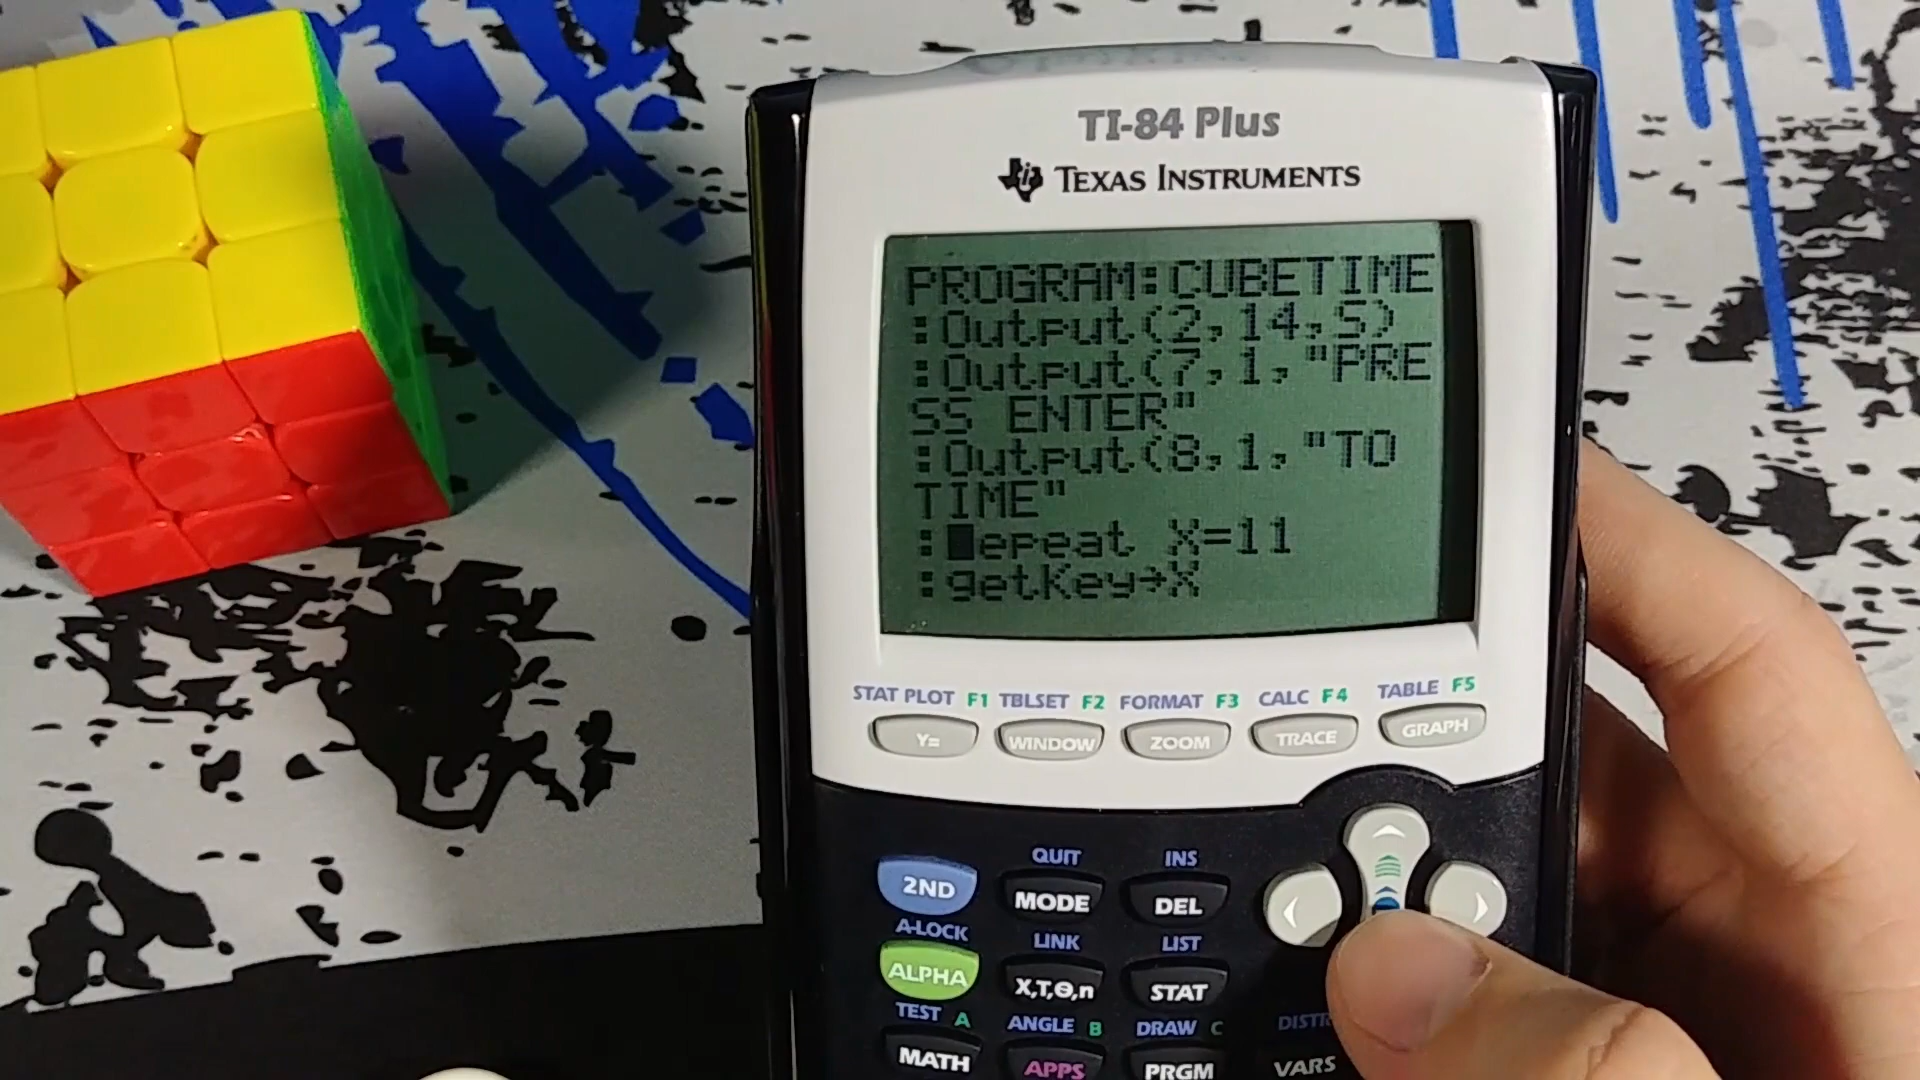 TI-84 Plus
TEXAS INSTRUMENTS
PROGRAM:CUBETIME
:Output(2,14,S)
:Output(7,1,"PRE
SS ENTER"
:Output(8,1,"TO
TIME"
:Repeat X=11
:getKey→X
STAT PLOT F1 TBLSET F2 FORMAT F3 CALC F4 TABLE F5
Y= WINDOW ZOOM TRACE GRAPH
QUIT INS
2ND MODE DEL
A-LOCK LINK LIST
ALPHA X,T,Θ,n STAT
TEST A ANGLE B DRAW C
MATH APPS PRGM VARS